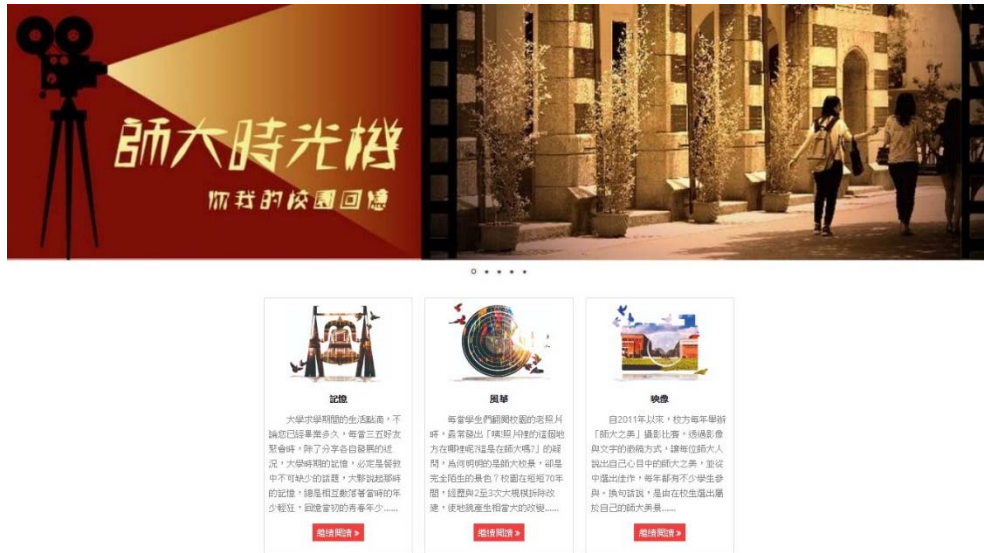 師大時光機
你我的校園回憶
記憶
大學求學期間的生活點滴,不
論您已經畢業多久,每當三五好友
聚會時,除了分享各自發展的近
況,大學時期的記憶,必定是餐敘
中不可缺少的話題,大夥說起那時
的記憶,總是相互數落著當時的年
少輕狂,回憶當初的青春年少......
繼續閱讀 »
風華
每當學生們翻開校園的老照片
時,最常發出「咦!照片裡的這個地
方在哪裡呢?這是在師大嗎?」的疑
問,為何明明的是師大校景,卻是
完全陌生的景色?校園在短短70年
間,經歷與2至3次大規模拆除改
建,使地貌產生相當大的改變......
繼續閱讀 »
映像
自2011年以來,校方每年舉辦
「師大之美」攝影比賽,透過影像
與文字的徵稿方式,讓每位師大人
說出自己心目中的師大之美,並從
中選出佳作,每年都有不少學生參
與,換句話說,是由在校生選出屬
於自己的師大美景......
繼續閱讀 »